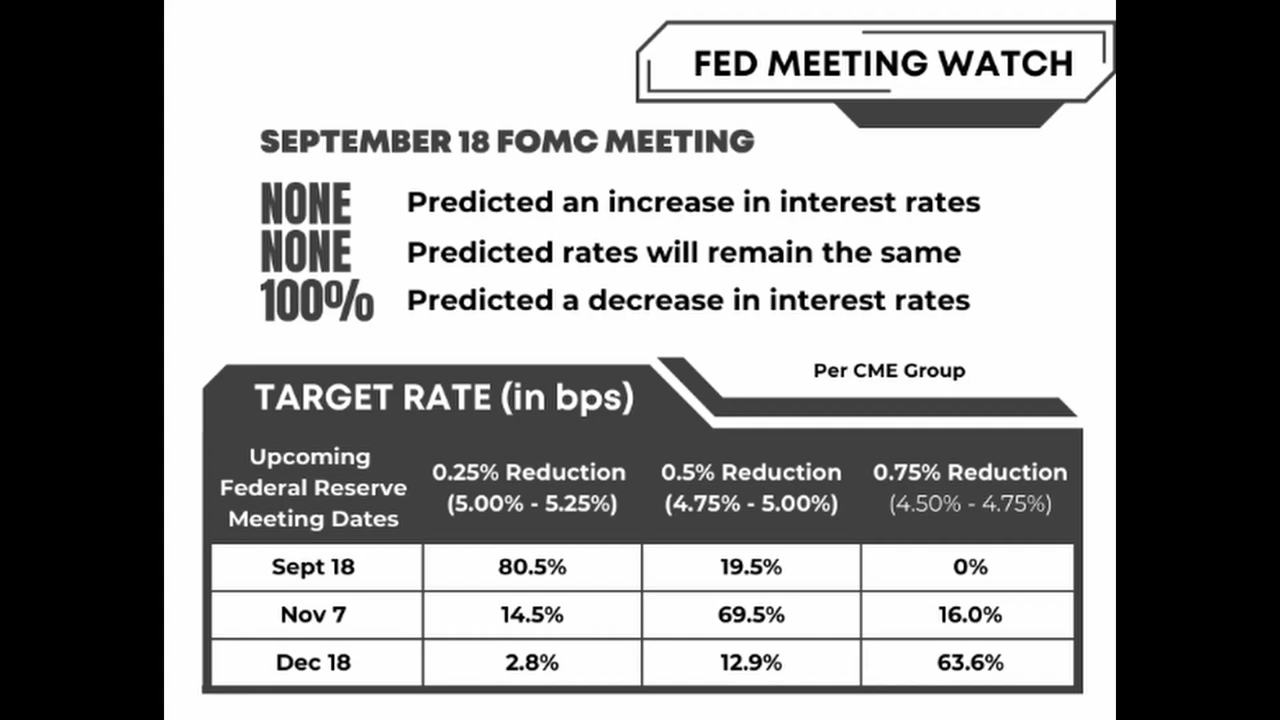 FED MEETING WATCH
SEPTEMBER 18 FOMC MEETING
NONE Predicted an increase in interest rates
NONE Predicted rates will remain the same
100% Predicted a decrease in interest rates
Per CME Group
TARGET RATE (in bps)
Upcoming
Federal Reserve
Meeting Dates
0.25% Reduction
(5.00% - 5.25%)
0.5% Reduction
(4.75% - 5.00%)
0.75% Reduction
(4.50% - 4.75%)
Sept 18 80.5% 19.5% 0%
Nov 7 14.5% 69.5% 16.0%
Dec 18 2.8% 12.9% 63.6%